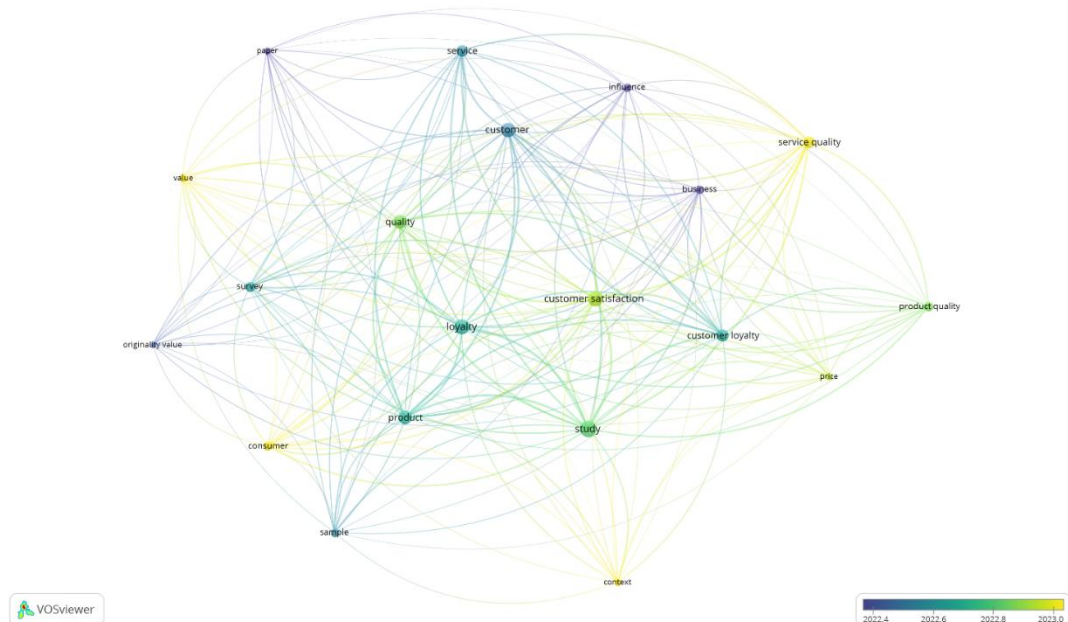 paper
service
influence
customer
service quality
value
business
quality
survey
customer satisfaction
product quality
loyalty
customer loyalty
originality value
price
product
study
consumer
sample
context
VOSviewer
2022.4 2022.6 2022.8 2023.0